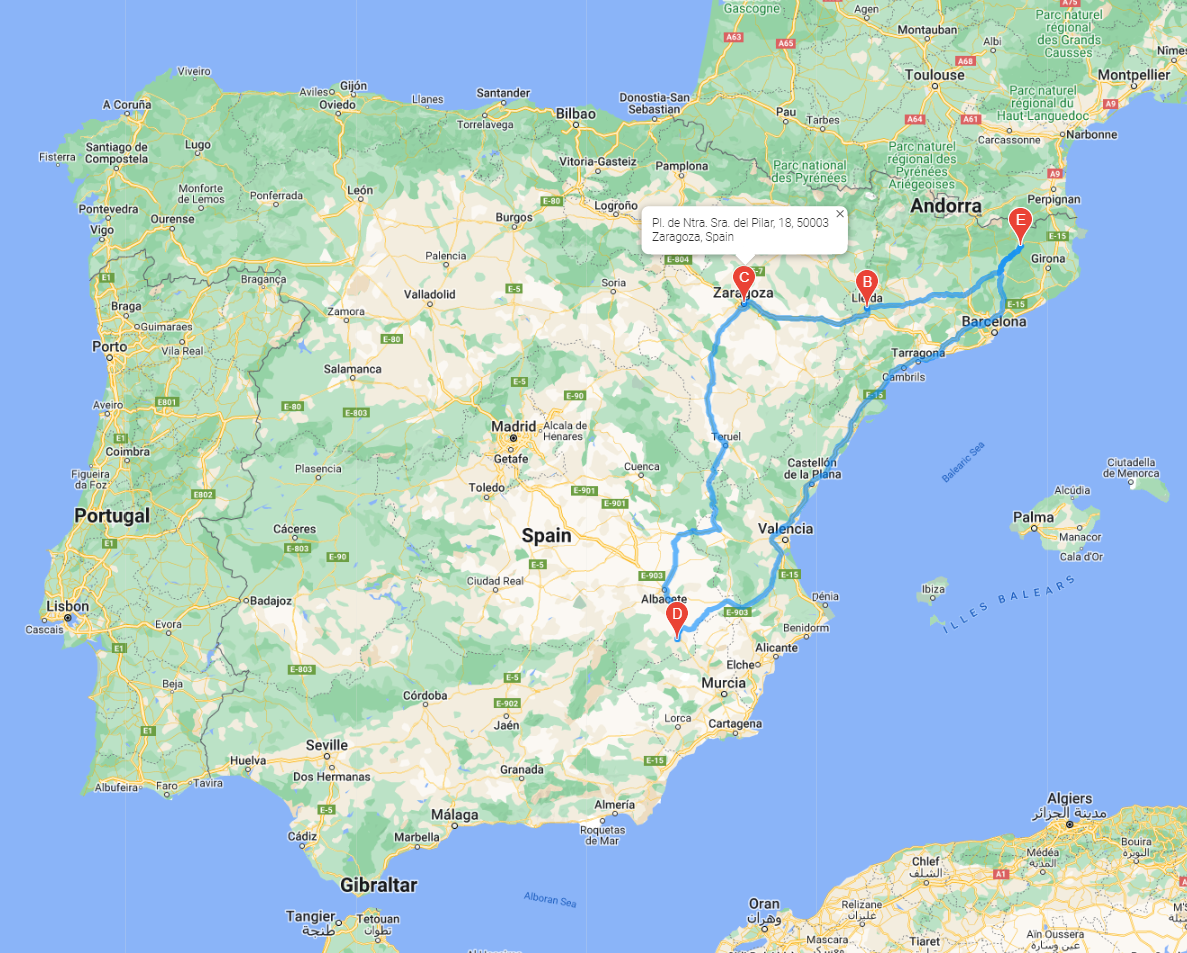 Gascogne
Agen
A75
A63
A65
Montauban
Parc naturel
régional
des Grands
Causses
Albi
A68
Nîmes
Toulouse
Montpellier
Viveiro
Avilés
Gijón
Oviedo
Llanes
Santander
Torrelavega
Bilbao
Donostia-San
Sebastian
Pau
Tarbes
A64
A61
Parc naturel
régional du
Haut-Languedoc
A9
A Coruña
Carcassonne
Narbonne
Fisterra
Santiago de
Compostela
Lugo
Vitoria-Gasteiz
Pamplona
Parc national
des Pyrénées
Parc naturel
régional des
Pyrénées
Ariégeoises
A9
Monforte
de Lemos
Ponferrada
León
E-80
Logroño
Andorra
Perpignan
Pontevedra
Ourense
Vigo
Burgos
Pl. de Ntra. Sra. del Pilar, 18, 50003
Zaragoza, Spain
E
E-15
Girona
Palencia
E-804
-7
E1
Bragança
C
B
Soria
E-5
Zaragoza
Lleida
Valladolid
Braga
Zamora
E-15
Guimaraes
Barcelona
Porto
Vila Real
E-80
Tarragona
Salamanca
Cambrils
E-5
E-90
E-15
Aveiro
E801
E-80
E-803
Madrid
Alcala de
Henares
Teruel
E1
Coimbra
Getafe
Balearic Sea
Figueira
da Foz
Plasencia
Cuenca
Castellón
de la Plana
Ciutadella
de Menorca
Toledo
E802
E-901
E-901
Alcúdia
Portugal
Palma
Cáceres
Spain
Valencia
Manacor
E1
E-803
E-90
Cala d'Or
E-5
E-903
E-15
Ciudad Real
Ibiza
ILLES BALEARS
Lisbon
Badajoz
Albacete
Dénia
Cascais
Evora
D
E-903
Benidorm
E1
Alicante
E-803
Elche
E-5
Beja
Córdoba
E-902
Murcia
Jaén
Lorca
Cartagena
E1
Seville
Huelva
Dos Hermanas
Granada
E-15
Albufeira
Faro
Tavira
E-5
Almería
Algiers
مدينة الجزائر
Málaga
Roquetas
de Mar
Cádiz
Marbella
Bouira
البويرة
Médéa
المدية
Chlef
الشلف
A1
Gibraltar
Alboran Sea
Oran
وهران
Relizane
غليزان
Tangier
طنجة
Tetouan
تطوان
M'S
Mascara
Tiaret
Aïn Oussera
عين وسارة